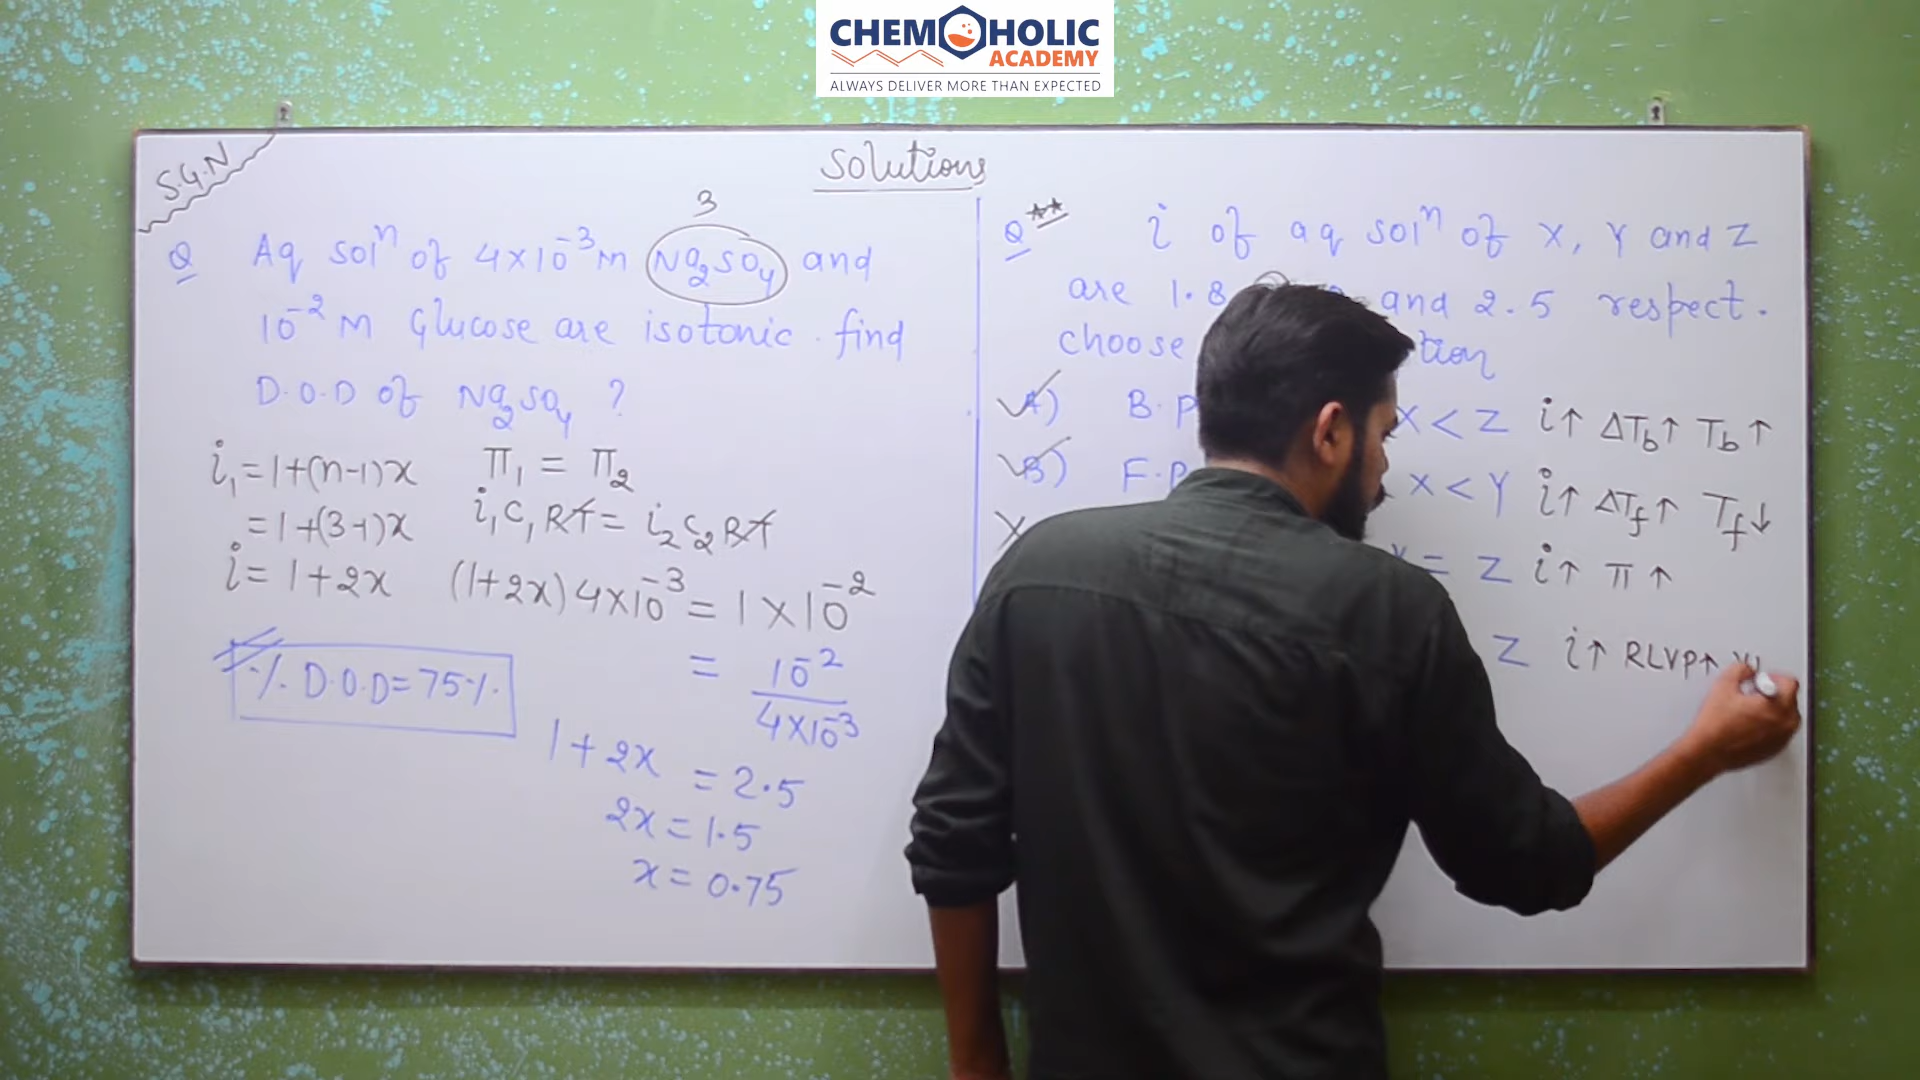 CHEMOHOLIC
ACADEMY
ALWAYS DELIVER MORE THAN EXPECTED
S.G.N
Solutions
3
Q Aq solⁿ of 4×10⁻³ M Na₂SO₄ and
10⁻² M Glucose are isotonic. find
D.O.D of Na₂SO₄ ?
i₁ = 1+(n-1)x π₁ = π₂
= 1+(3-1)x i₁C₁RT = i₂C₂RT
i = 1+2x (1+2x) 4×10⁻³ = 1×10⁻²
= 10⁻²/4×10⁻³
% D.O.D = 75%
1+2x = 2.5
2x = 1.5
x = 0.75
Q** i of aq solⁿ of X, Y and Z
are 1.8 and 2.5 respect.
choose
A) B.P X < Z i↑ ΔTb↑ Tb↑
B) F.P X < Y i↑ ΔTf↑ Tf↓
X = Z i↑ π↑
Z i↑ RLVP↑